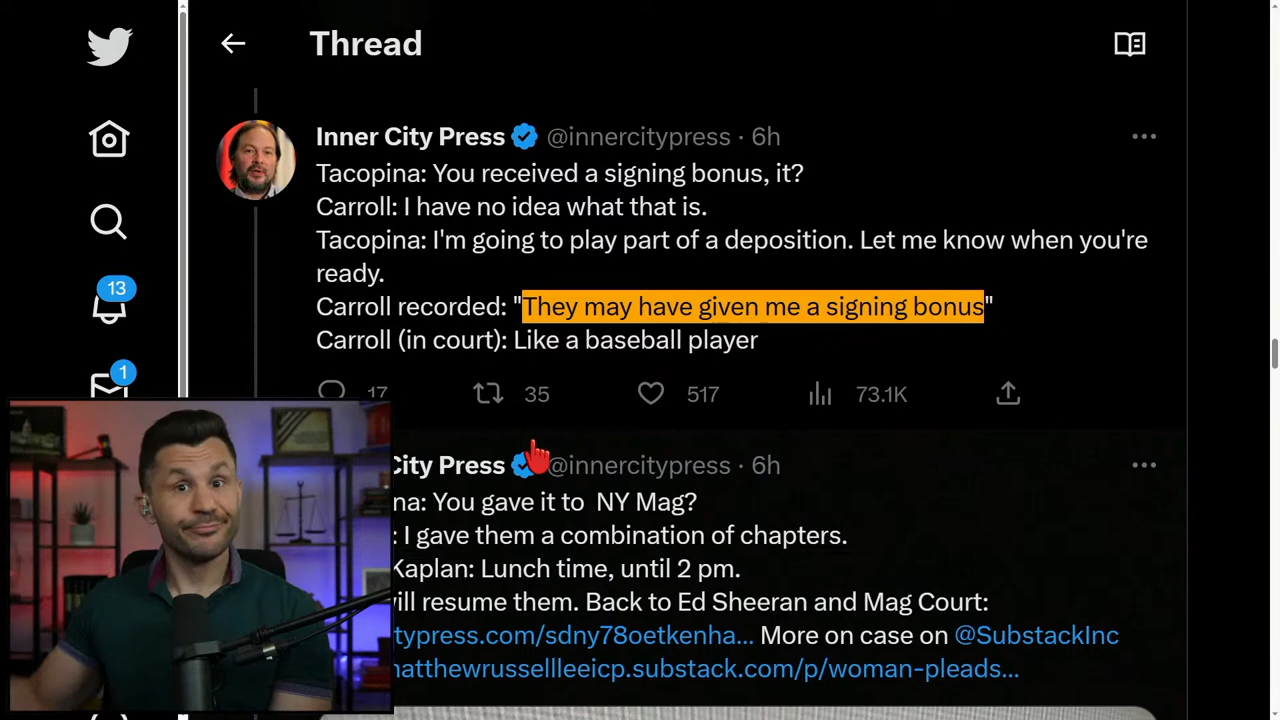 Thread
Inner City Press @innercitypress · 6h
Tacopina: You received a signing bonus, it?
Carroll: I have no idea what that is.
Tacopina: I'm going to play part of a deposition. Let me know when you're
ready.
Carroll recorded: "They may have given me a signing bonus"
Carroll (in court): Like a baseball player
17 35 517 73.1K
13
1
City Press @innercitypress · 6h
na: You gave it to NY Mag?
: I gave them a combination of chapters.
Kaplan: Lunch time, until 2 pm.
ill resume them. Back to Ed Sheeran and Mag Court:
typress.com/sdny78oetkenha... More on case on @SubstackInc
natthewrussellleeicp.substack.com/p/woman-pleads...